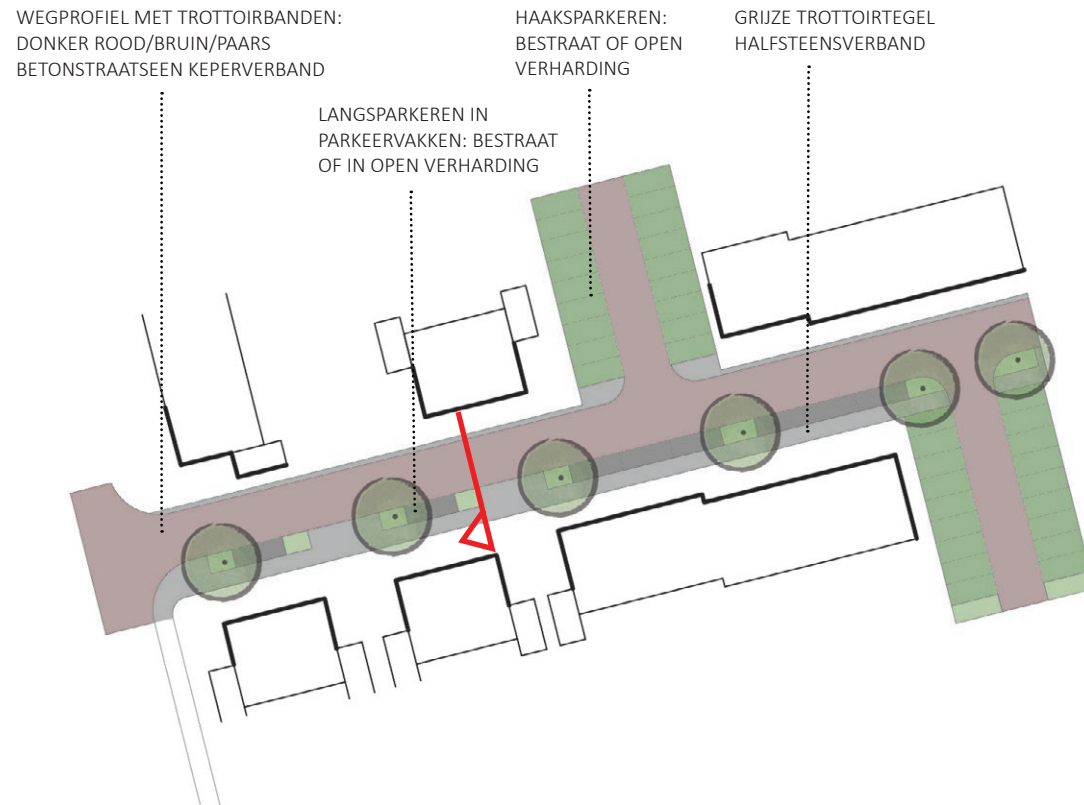 WEGPROFIEL MET TROTTOIRBANDEN:
DONKER ROOD/BRUIN/PAARS
BETONSTRAATSEEN KEPERVERBAND
LANGSPARKEREN IN
PARKEERVAKKEN: BESTRAAT
OF IN OPEN VERHARDING
HAAKSPARKEREN:
BESTRAAT OF OPEN
VERHARDING
GRIJZE TROTTOIRTEGEL
HALFSTEENSVERBAND